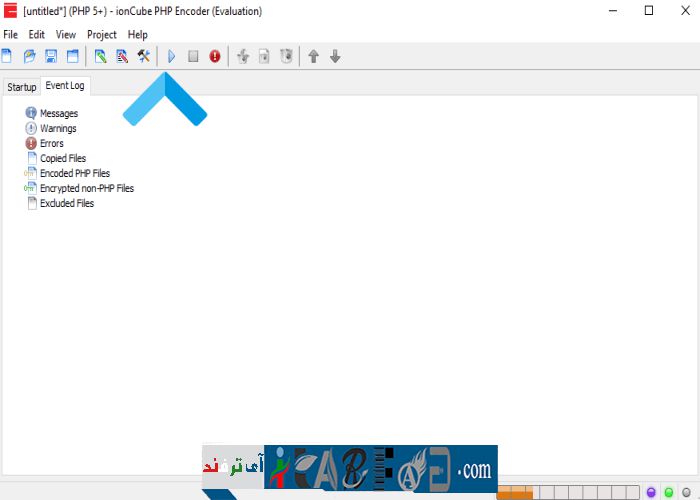 [untitled*] (PHP 5+) - ionCube PHP Encoder (Evaluation)
File Edit View Project Help
Startup Event Log
Messages
Warnings
Errors
Copied Files
Encoded PHP Files
Encrypted non-PHP Files
Excluded Files
آی ترفند .com